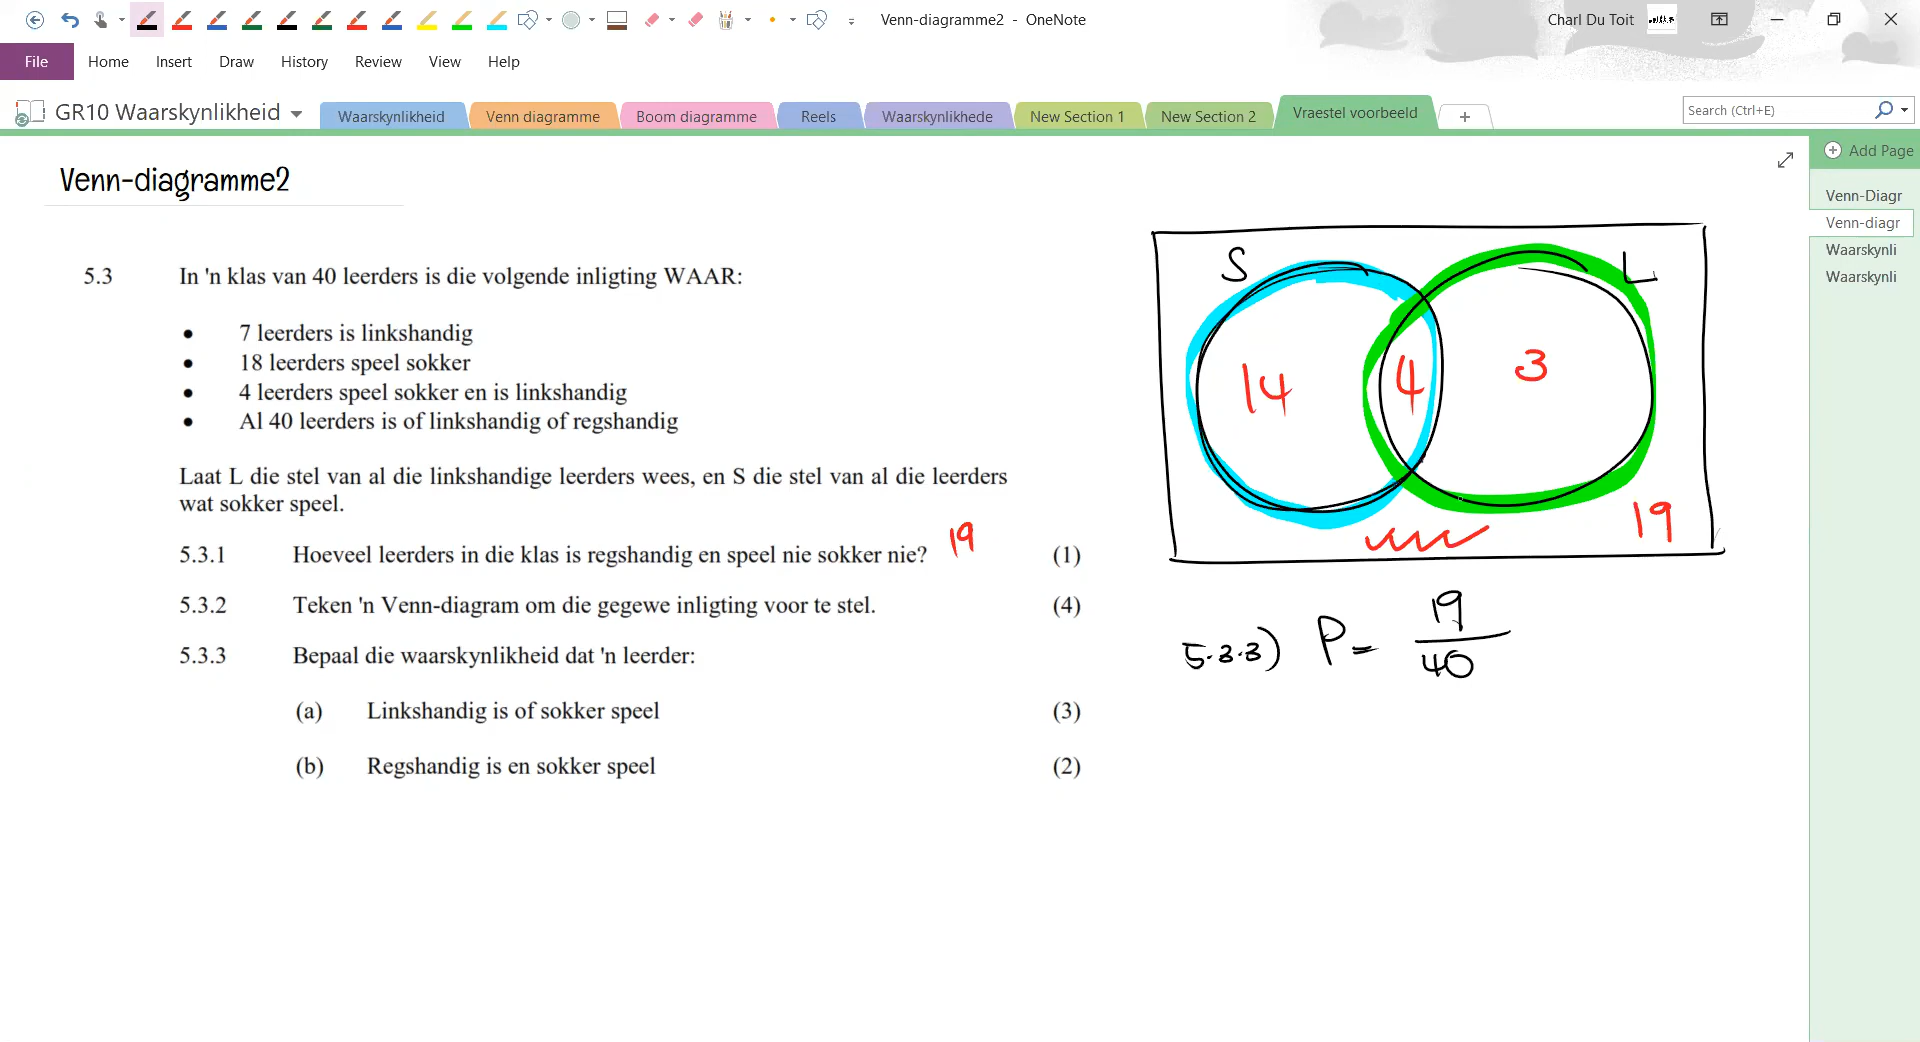 Venn-diagramme2 - OneNote
Charl Du Toit
File Home Insert Draw History Review View Help
GR10 Waarskynlikheid
Waarskynlikheid Venn diagramme Boom diagramme Reels Waarskynlikhede New Section 1 New Section 2 Vraestel voorbeeld +
Search (Ctrl+E)
Add Page
Venn-Diagr
Venn-diagr
Waarskynli
Waarskynli
Venn-diagramme2
5.3 In 'n klas van 40 leerders is die volgende inligting WAAR:
• 7 leerders is linkshandig
• 18 leerders speel sokker
• 4 leerders speel sokker en is linkshandig
• Al 40 leerders is of linkshandig of regshandig
Laat L die stel van al die linkshandige leerders wees, en S die stel van al die leerders
wat sokker speel.
5.3.1 Hoeveel leerders in die klas is regshandig en speel nie sokker nie? 19 (1)
5.3.2 Teken 'n Venn-diagram om die gegewe inligting voor te stel. (4)
5.3.3 Bepaal die waarskynlikheid dat 'n leerder:
(a) Linkshandig is of sokker speel (3)
(b) Regshandig is en sokker speel (2)
S L
14 4 3
19
5.3.3) P = 19
40